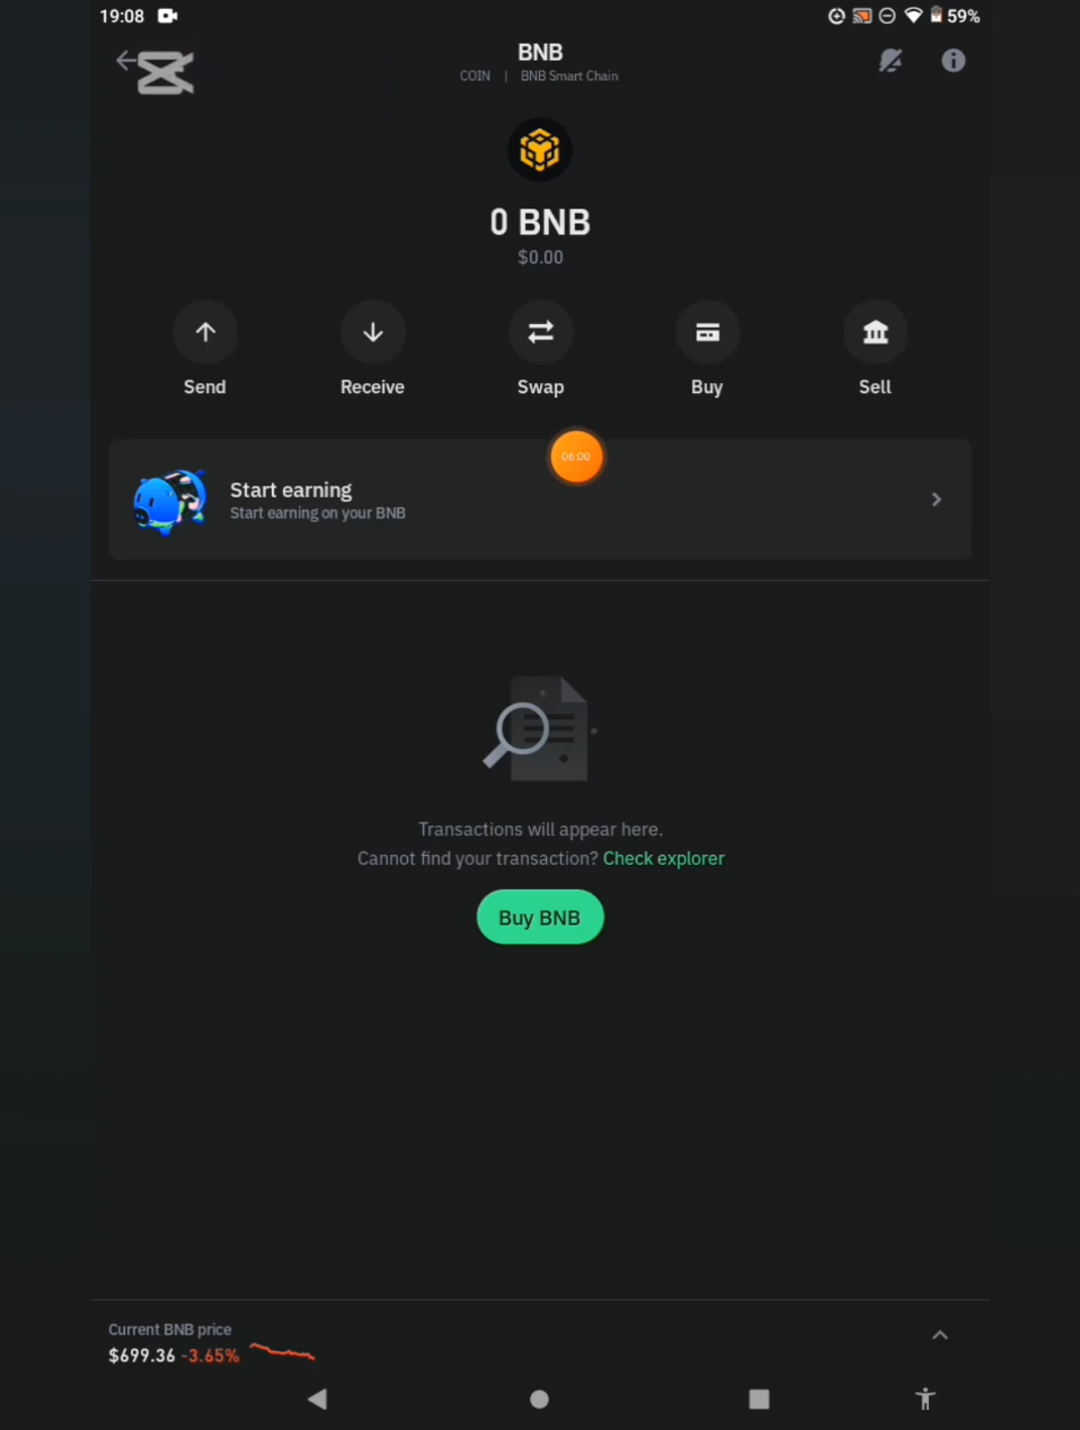 19:08
59%
BNB
COIN | BNB Smart Chain
0 BNB
$0.00
Send Receive Swap Buy Sell
06:00
Start earning
Start earning on your BNB
Transactions will appear here.
Cannot find your transaction? Check explorer
Buy BNB
Current BNB price
$699.36 -3.65%